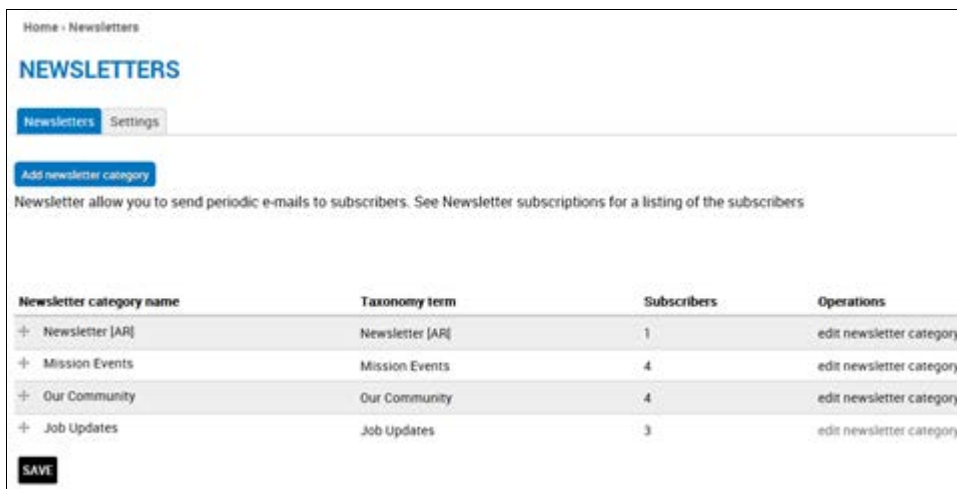 Home › Newsletters
NEWSLETTERS
Newsletters Settings
Add newsletter category
Newsletter allow you to send periodic e-mails to subscribers. See Newsletter subscriptions for a listing of the subscribers
Newsletter category name Taxonomy term Subscribers Operations
Newsletter [AR] Newsletter [AR] 1 edit newsletter category
Mission Events Mission Events 4 edit newsletter category
Our Community Our Community 4 edit newsletter category
Job Updates Job Updates 3 edit newsletter category
SAVE